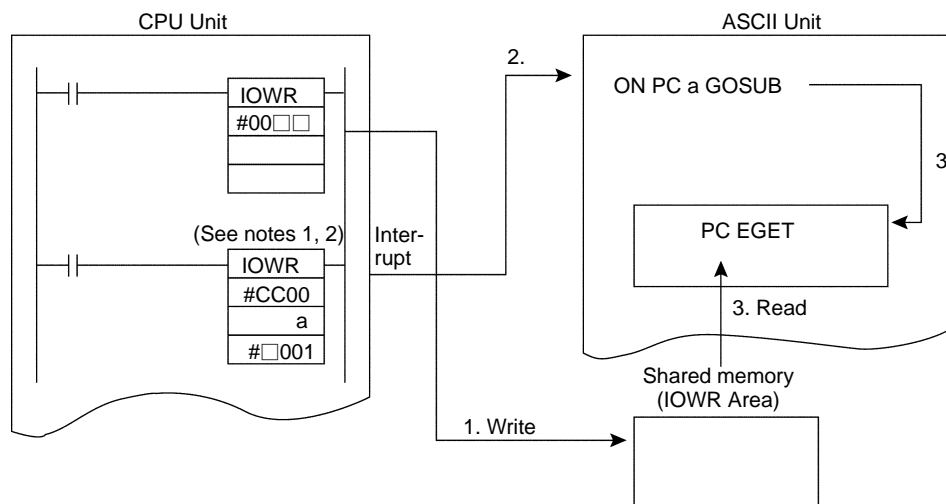 CPU Unit
ASCII Unit
IOWR
#00□□
2.
ON PC a GOSUB
3
(See notes 1, 2)
Inter-
rupt
IOWR
#CC00
a
#□001
PC EGET
3. Read
Shared memory
(IOWR Area)
1. Write